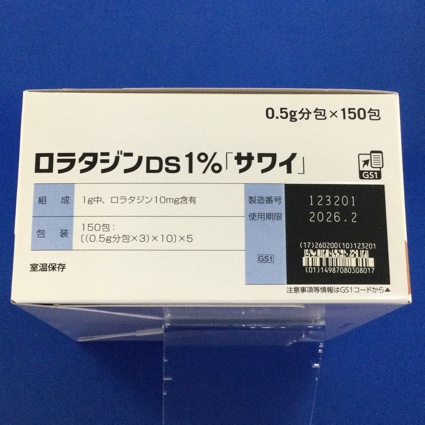 0.5g分包×150包
ロラタジンDS1%「サワイ」
GS1
組成 1g中、ロラタジン10mg含有
包装 150包:
[(0.5g分包×3)×10]×5
製造番号 123201
使用期限 2026.2
(17)260200(10)123201
GS1
(01)14987080308017
室温保存
注意事項等情報はGS1コードから▲